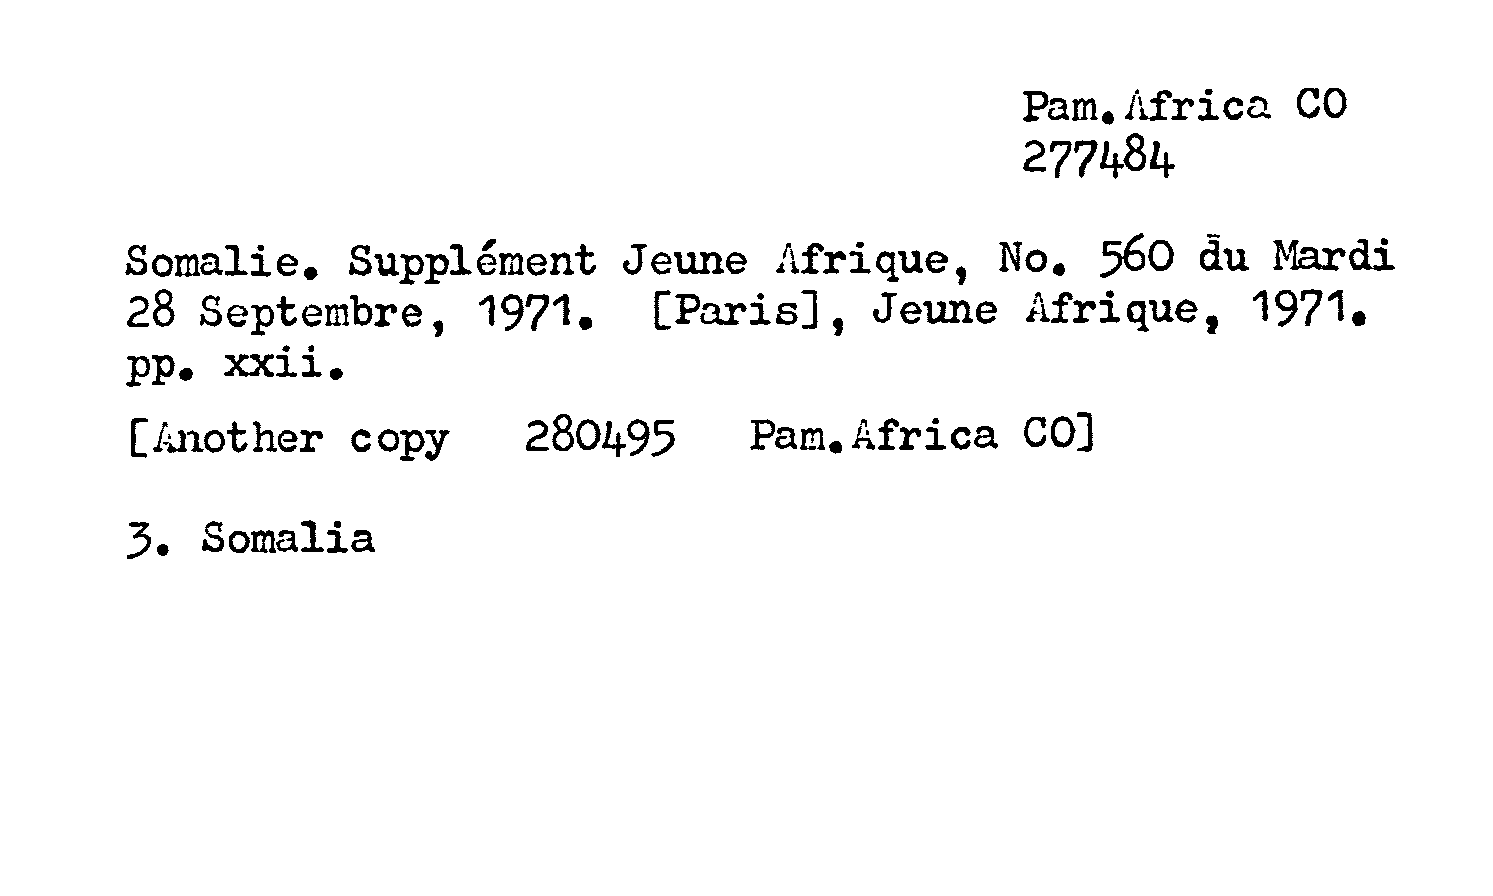 Pam.Africa CO
277484
Somalie. Supplément Jeune Afrique, No. 560 du Mardi
28 Septembre, 1971. [Paris], Jeune Afrique, 1971.
pp. xxii.
[Another copy 280495 Pam.Africa CO]
3. Somalia